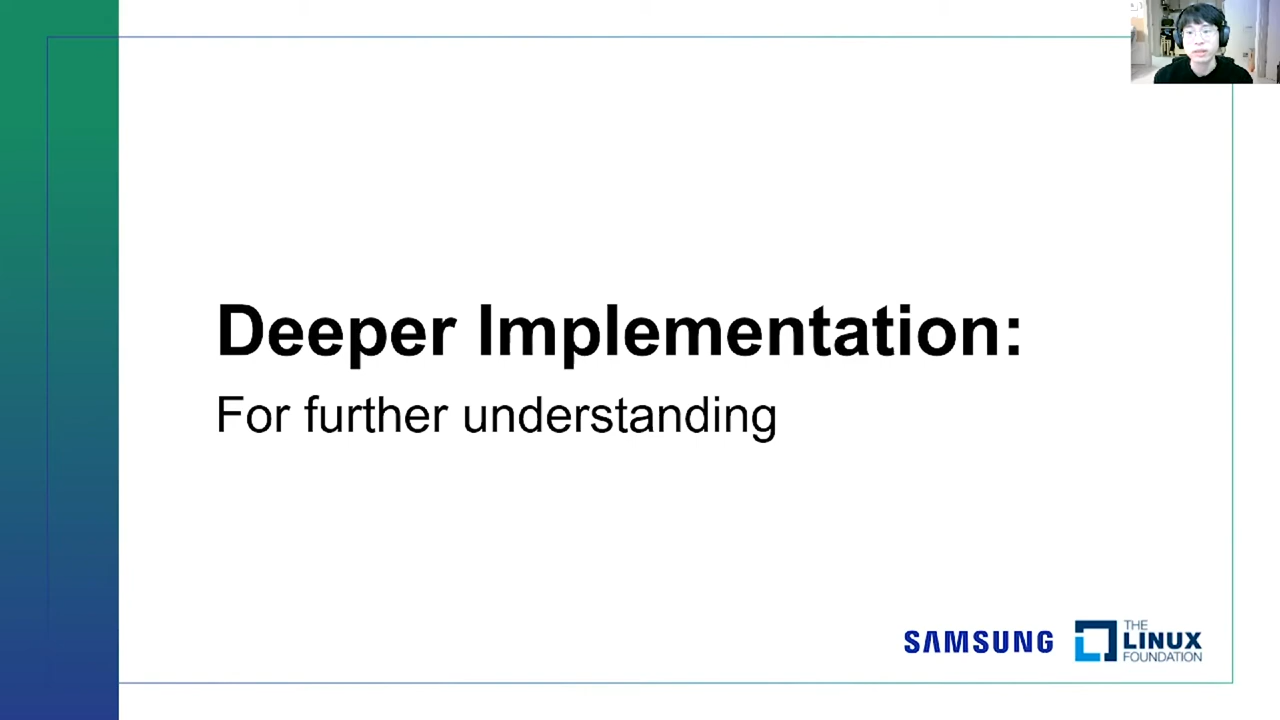 Deeper Implementation:
For further understanding
SAMSUNG
THE
LINUX
FOUNDATION